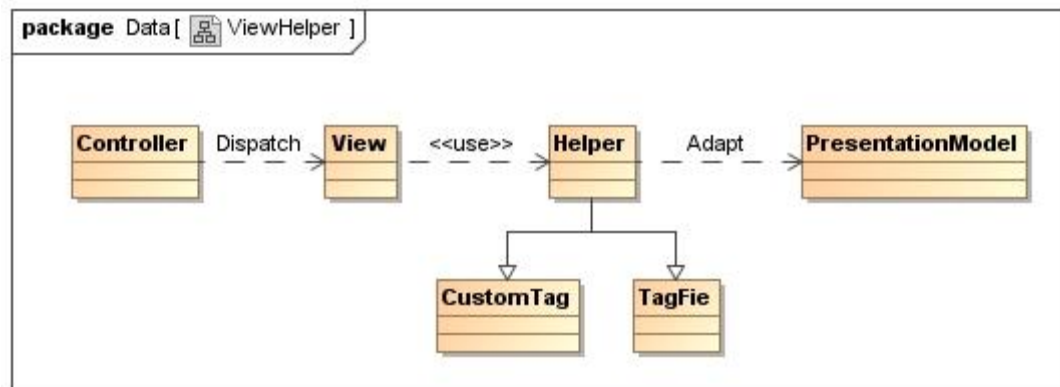 package Data[ ViewHelper ]
Controller Dispatch View <<use>> Helper Adapt PresentationModel
CustomTag TagFie